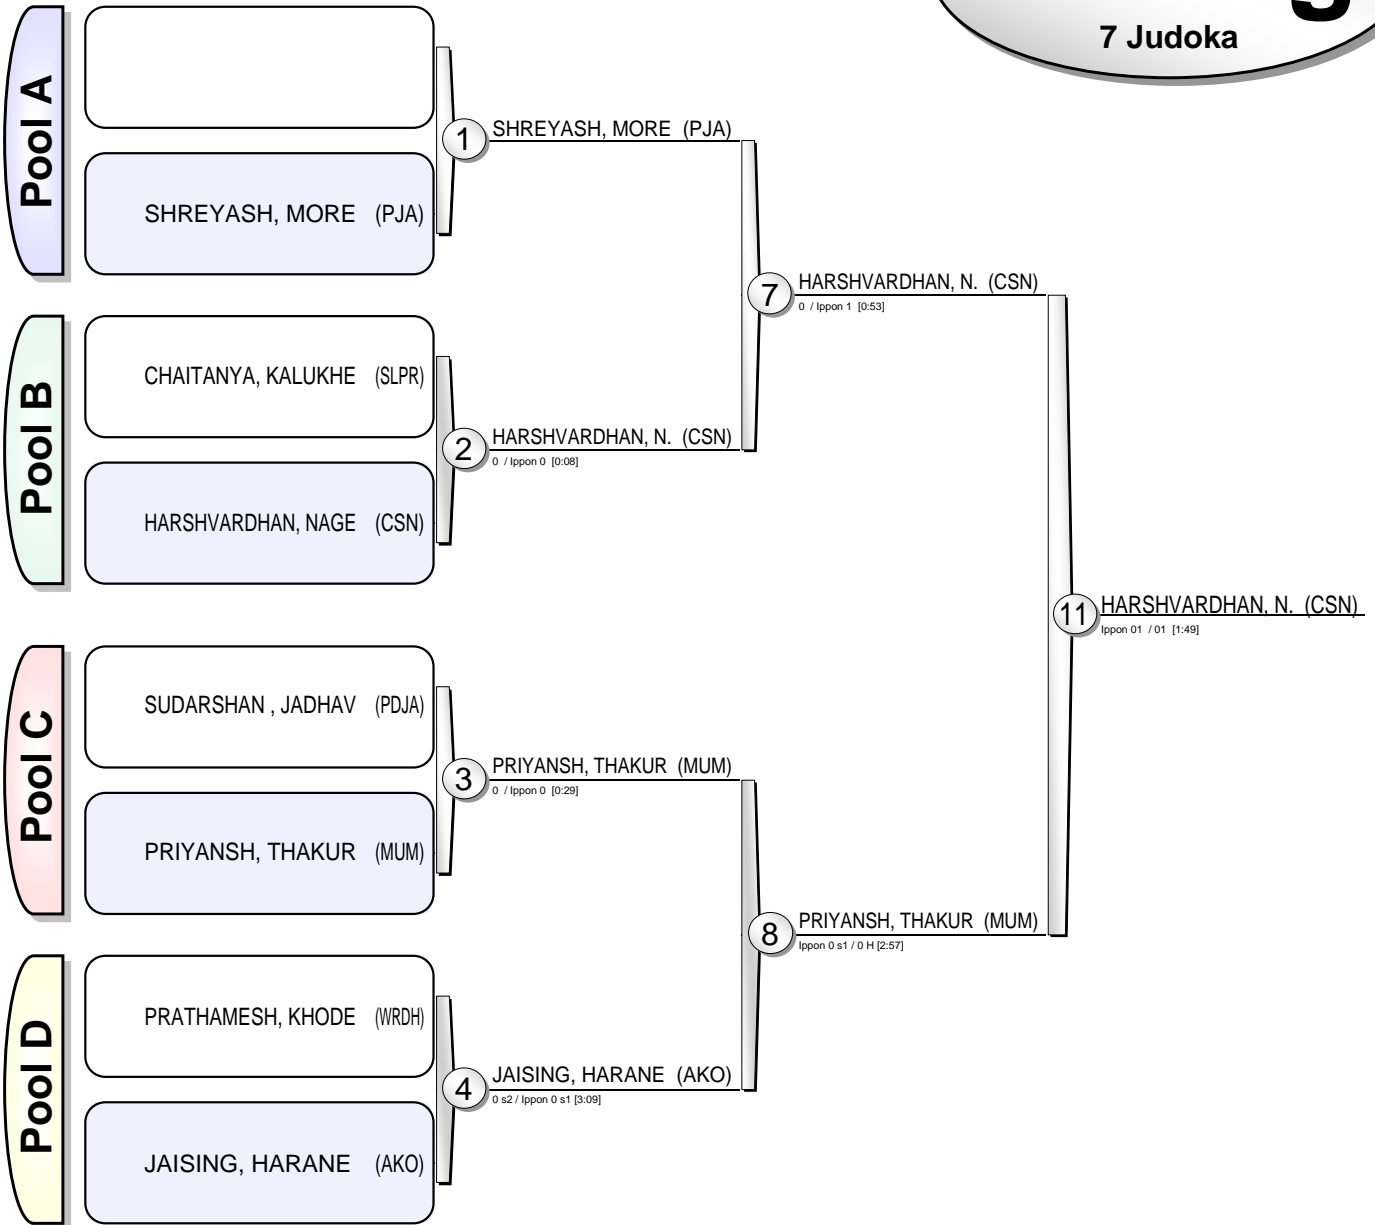 7 Judoka
Pool A
SHREYASH, MORE (PJA)
1 SHREYASH, MORE (PJA)
7 HARSHVARDHAN, N. (CSN)
0 / Ippon 1 [0:53]
Pool B
CHAITANYA, KALUKHE (SLPR)
2 HARSHVARDHAN, N. (CSN)
0 / Ippon 0 [0:08]
HARSHVARDHAN, NAGE (CSN)
11 HARSHVARDHAN, N. (CSN)
Ippon 01 / 01 [1:49]
Pool C
SUDARSHAN , JADHAV (PDJA)
3 PRIYANSH, THAKUR (MUM)
0 / Ippon 0 [0:29]
PRIYANSH, THAKUR (MUM)
8 PRIYANSH, THAKUR (MUM)
Ippon 0 s1 / 0 H [2:57]
Pool D
PRATHAMESH, KHODE (WRDH)
4 JAISING, HARANE (AKO)
0 s2 / Ippon 0 s1 [3:09]
JAISING, HARANE (AKO)